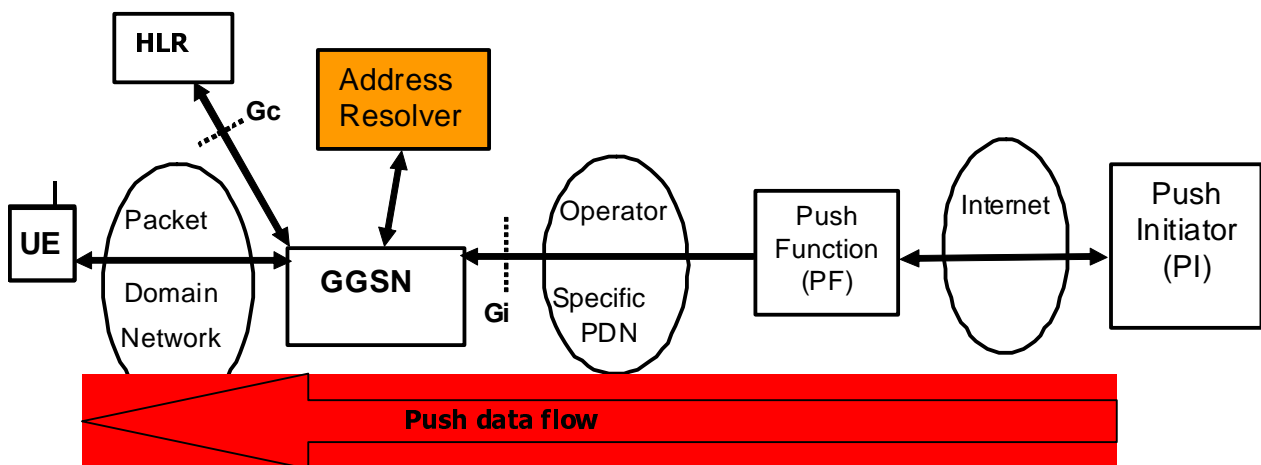 HLR
Address
Resolver
Gc
UE
Packet
Domain
Network
GGSN
Gi
Operator
Specific
PDN
Push
Function
(PF)
Internet
Push
Initiator
(PI)
Push data flow